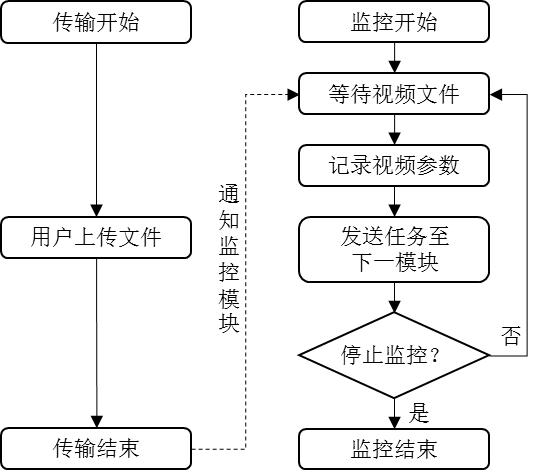 传输开始
用户上传文件
传输结束
通知监控模块
监控开始
等待视频文件
记录视频参数
发送任务至
下一模块
停止监控?
否
是
监控结束